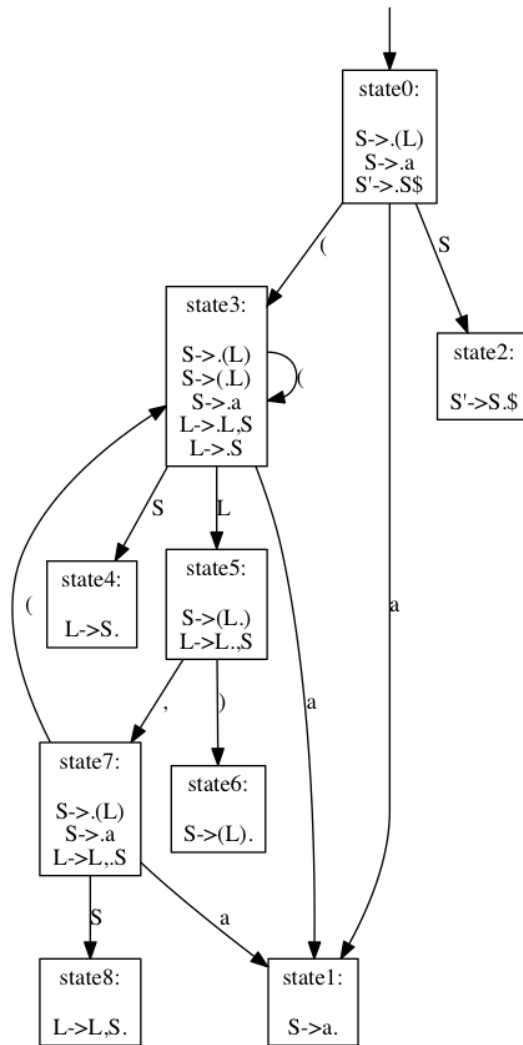 state0:
S->.(L)
S->.a
S'->.S$
(
S
state3:
S->.(L)
S->(.L)
S->.a
L->.L,S
L->.S
(
state2:
S'->S.$
S
L
state4:
L->S.
state5:
S->(L.)
L->L.,S
(
a
a
,
)
state7:
S->.(L)
S->.a
L->L,.S
state6:
S->(L).
S
a
state8:
L->L,S.
state1:
S->a.